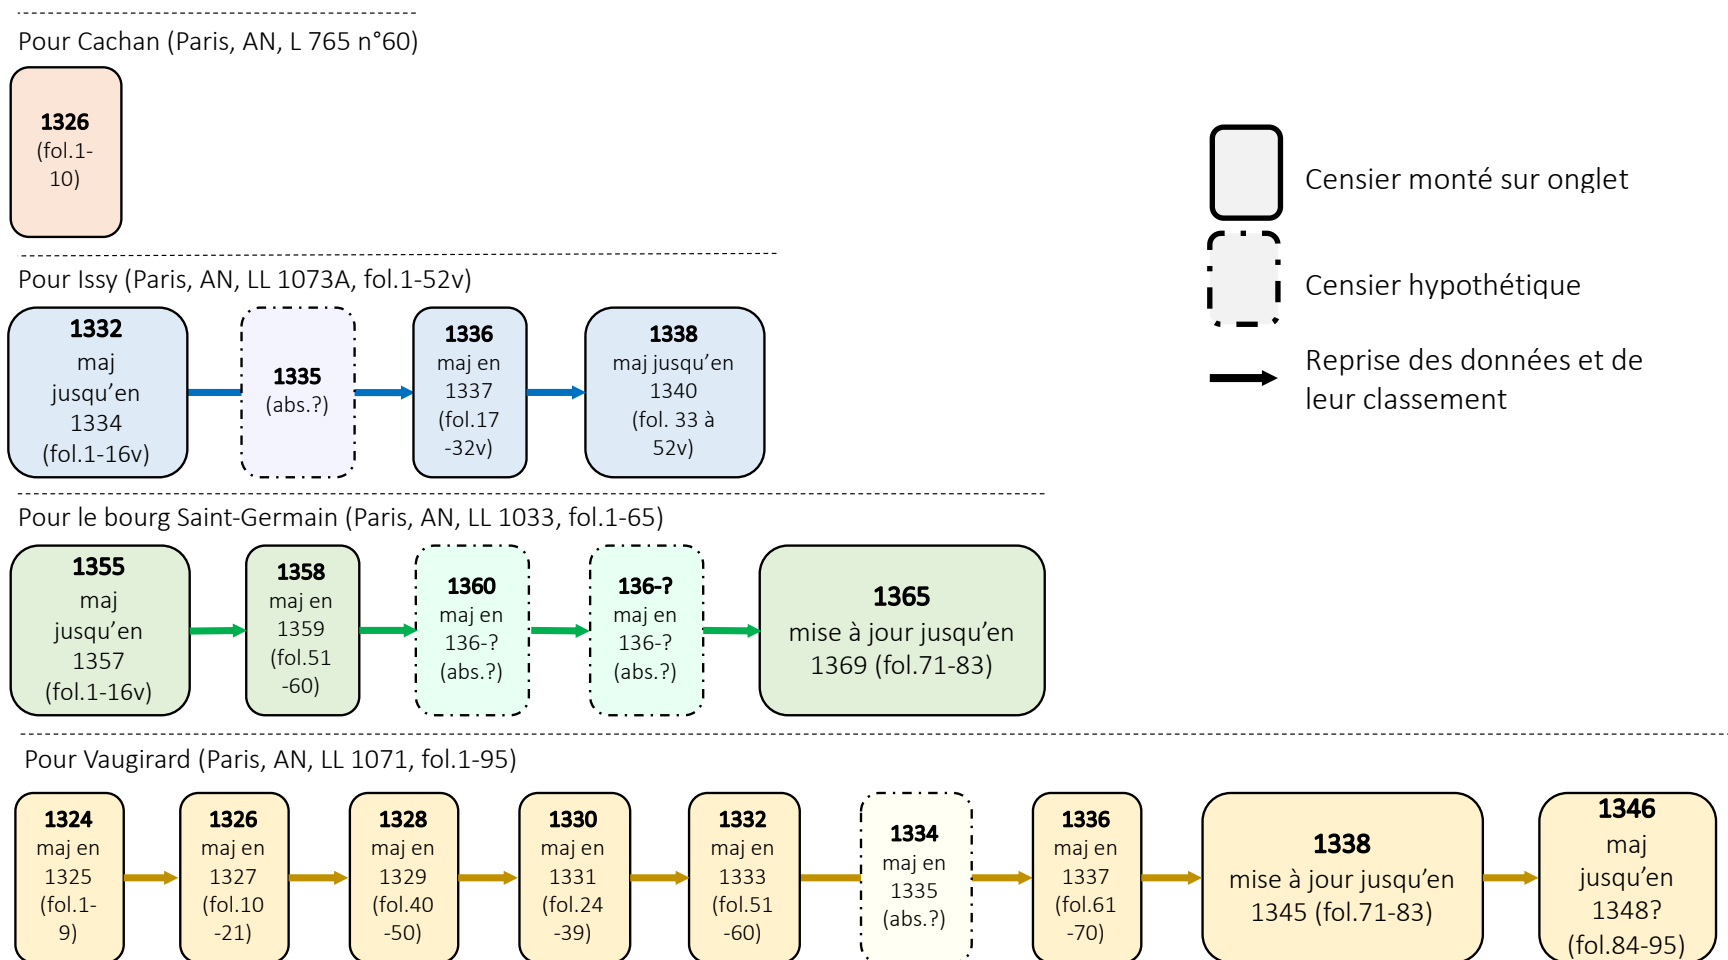 Pour Cachan (Paris, AN, L 765 n°60)
1326
(fol.1-
10)
Censier monté sur onglet
Censier hypothétique
Reprise des données et de
leur classement
Pour Issy (Paris, AN, LL 1073A, fol.1-52v)
1332
maj
jusqu’en
1334
(fol.1-16v)
1335
(abs.?)
1336
maj en
1337
(fol.17
-32v)
1338
maj jusqu’en
1340
(fol. 33 à
52v)
Pour le bourg Saint-Germain (Paris, AN, LL 1033, fol.1-65)
1355
maj
jusqu’en
1357
(fol.1-16v)
1358
maj en
1359
(fol.51
-60)
1360
maj en
136-?
(abs.?)
136-?
maj en
136-?
(abs.?)
1365
mise à jour jusqu’en
1369 (fol.71-83)
Pour Vaugirard (Paris, AN, LL 1071, fol.1-95)
1324
maj en
1325
(fol.1-
9)
1326
maj en
1327
(fol.10
-21)
1328
maj en
1329
(fol.40
-50)
1330
maj en
1331
(fol.24
-39)
1332
maj en
1333
(fol.51
-60)
1334
maj en
1335
(abs.?)
1336
maj en
1337
(fol.61
-70)
1338
mise à jour jusqu’en
1345 (fol.71-83)
1346
maj
jusqu’en
1348?
(fol.84-95)